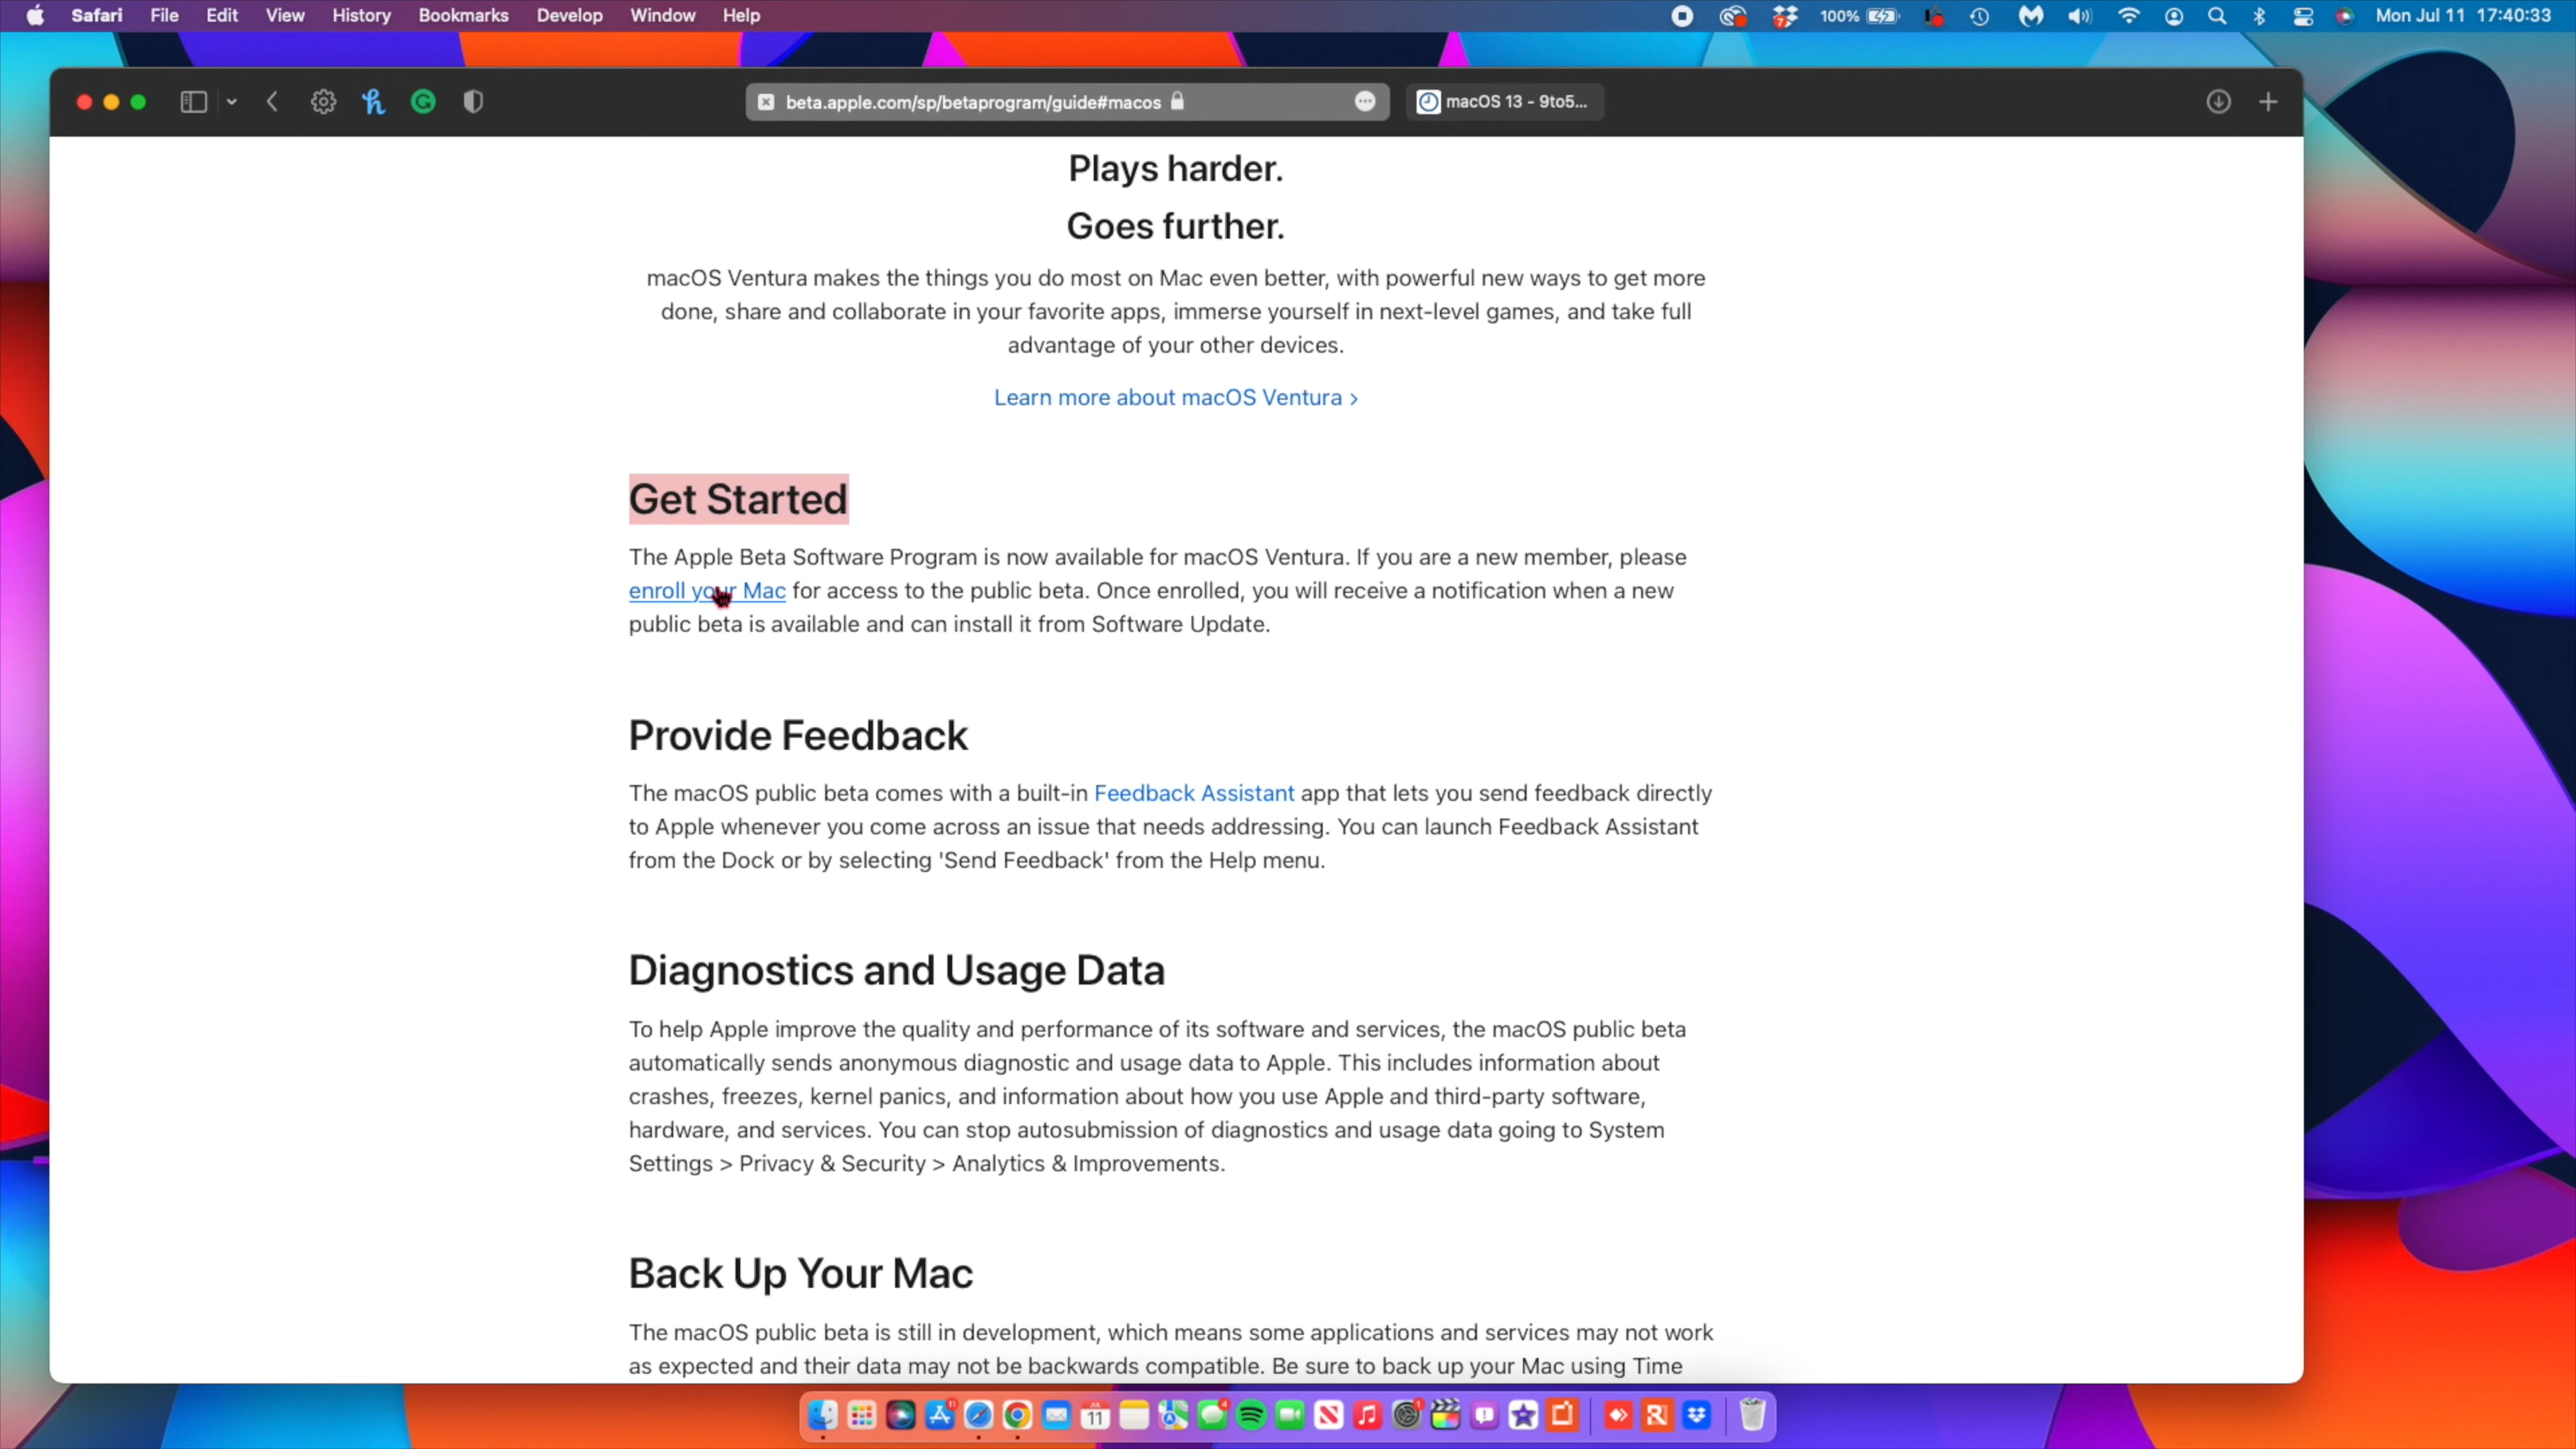 Safari File Edit View History Bookmarks Develop Window Help 100% Mon Jul 11 17:40:33
beta.apple.com/sp/betaprogram/guide#macos macOS 13 - 9to5...
Plays harder.
Goes further.
macOS Ventura makes the things you do most on Mac even better, with powerful new ways to get more
done, share and collaborate in your favorite apps, immerse yourself in next-level games, and take full
advantage of your other devices.
Learn more about macOS Ventura >
Get Started
The Apple Beta Software Program is now available for macOS Ventura. If you are a new member, please
enroll your Mac for access to the public beta. Once enrolled, you will receive a notification when a new
public beta is available and can install it from Software Update.
Provide Feedback
The macOS public beta comes with a built-in Feedback Assistant app that lets you send feedback directly
to Apple whenever you come across an issue that needs addressing. You can launch Feedback Assistant
from the Dock or by selecting 'Send Feedback' from the Help menu.
Diagnostics and Usage Data
To help Apple improve the quality and performance of its software and services, the macOS public beta
automatically sends anonymous diagnostic and usage data to Apple. This includes information about
crashes, freezes, kernel panics, and information about how you use Apple and third-party software,
hardware, and services. You can stop autosubmission of diagnostics and usage data going to System
Settings > Privacy & Security > Analytics & Improvements.
Back Up Your Mac
The macOS public beta is still in development, which means some applications and services may not work
as expected and their data may not be backwards compatible. Be sure to back up your Mac using Time
11